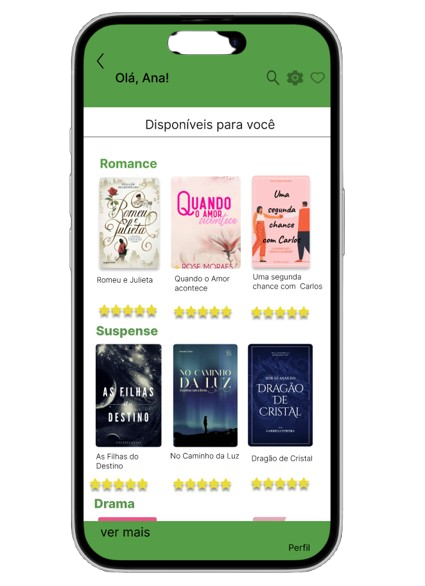 Olá, Ana!
Disponíveis para você
Romance
Romeu e
Julieta
QUANDO
O AMOR
acontece
ROSE MORAES
Uma
segunda
chance
com Carlos
Romeu e Julieta
Quando o Amor
acontece
Uma segunda
chance com Carlos
Suspense
AS FILHAS
DESTINO
NO CAMINHO
DA LUZ
DRAGÃO
DE
CRISTAL
As Filhas do
Destino
No Caminho da Luz
Dragão de Cristal
Drama
ver mais
Perfil